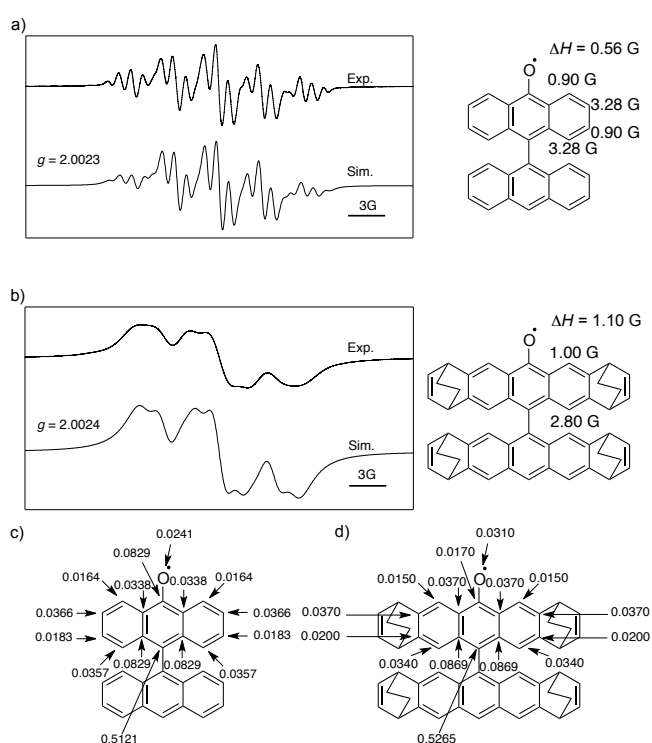 a)
Exp.
g = 2.0023
Sim.
3G
O•
ΔH = 0.56 G
0.90 G
3.28 G
0.90 G
3.28 G
b)
Exp.
g = 2.0024
Sim.
3G
O•
ΔH = 1.10 G
1.00 G
2.80 G
c)
0.0241
0.0829
0.0164 0.0338 O• 0.0338 0.0164
0.0366 0.0366
0.0183 0.0183
0.0357 0.0829 0.0829 0.0357
0.5121
d)
0.0310
0.0170
0.0150 0.0370 O• 0.0370 0.0150
0.0370 0.0370
0.0200 0.0200
0.0340 0.0869 0.0869 0.0340
0.5265